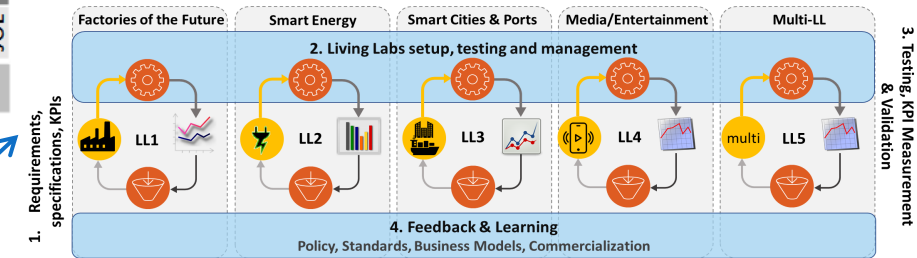 Factories of the Future
Smart Energy
Smart Cities & Ports
Media/Entertainment
Multi-LL
2. Living Labs setup, testing and management
LL1
LL2
LL3
LL4
multi
LL5
1. Requirements,
specifications, KPIs
3. Testing, KPI Measurement
& Validation
4. Feedback & Learning
Policy, Standards, Business Models, Commercialization